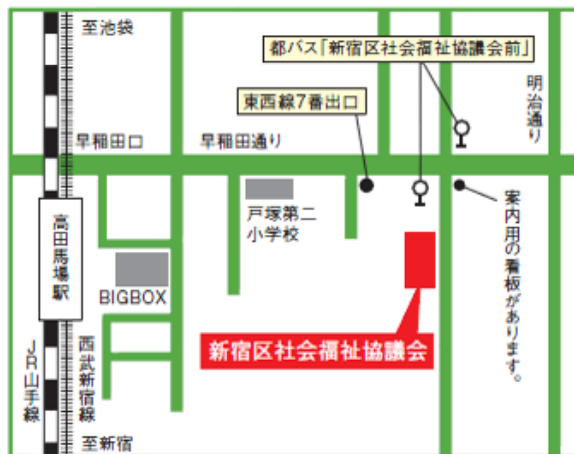 至池袋
都バス「新宿区社会福祉協議会前」
明治通り
東西線7番出口
早稲田口
早稲田通り
戸塚第二
小学校
案内用の看板があります。
高田馬場駅
BIGBOX
新宿区社会福祉協議会
JR山手線
西武新宿線
至新宿